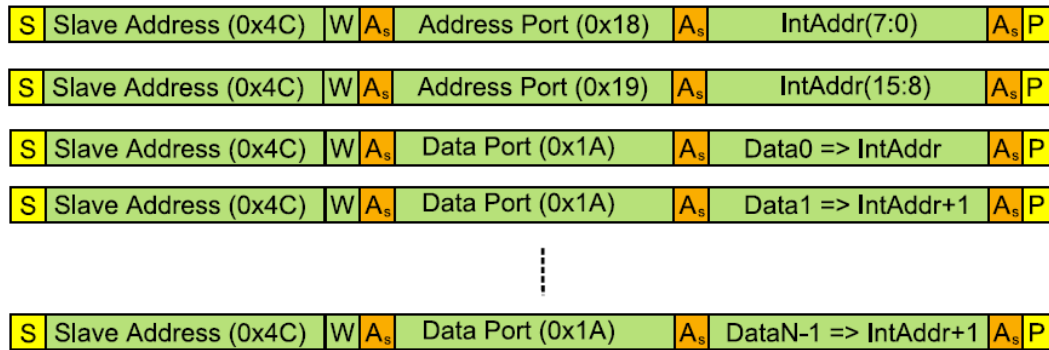 S Slave Address (0x4C) W As Address Port (0x18) As IntAddr(7:0) As P
S Slave Address (0x4C) W As Address Port (0x19) As IntAddr(15:8) As P
S Slave Address (0x4C) W As Data Port (0x1A) As Data0 => IntAddr As P
S Slave Address (0x4C) W As Data Port (0x1A) As Data1 => IntAddr+1 As P
S Slave Address (0x4C) W As Data Port (0x1A) As DataN-1 => IntAddr+1 As P